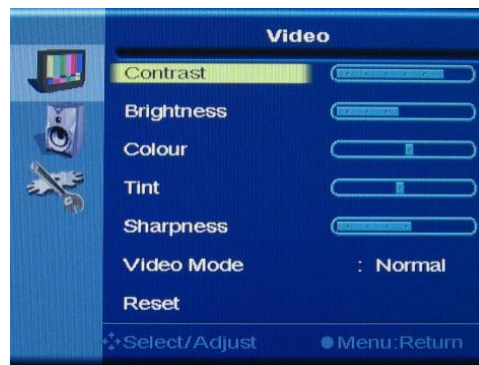 Video
Contrast
Brightness
Colour
Tint
Sharpness
Video Mode : Normal
Reset
Select/Adjust Menu:Return